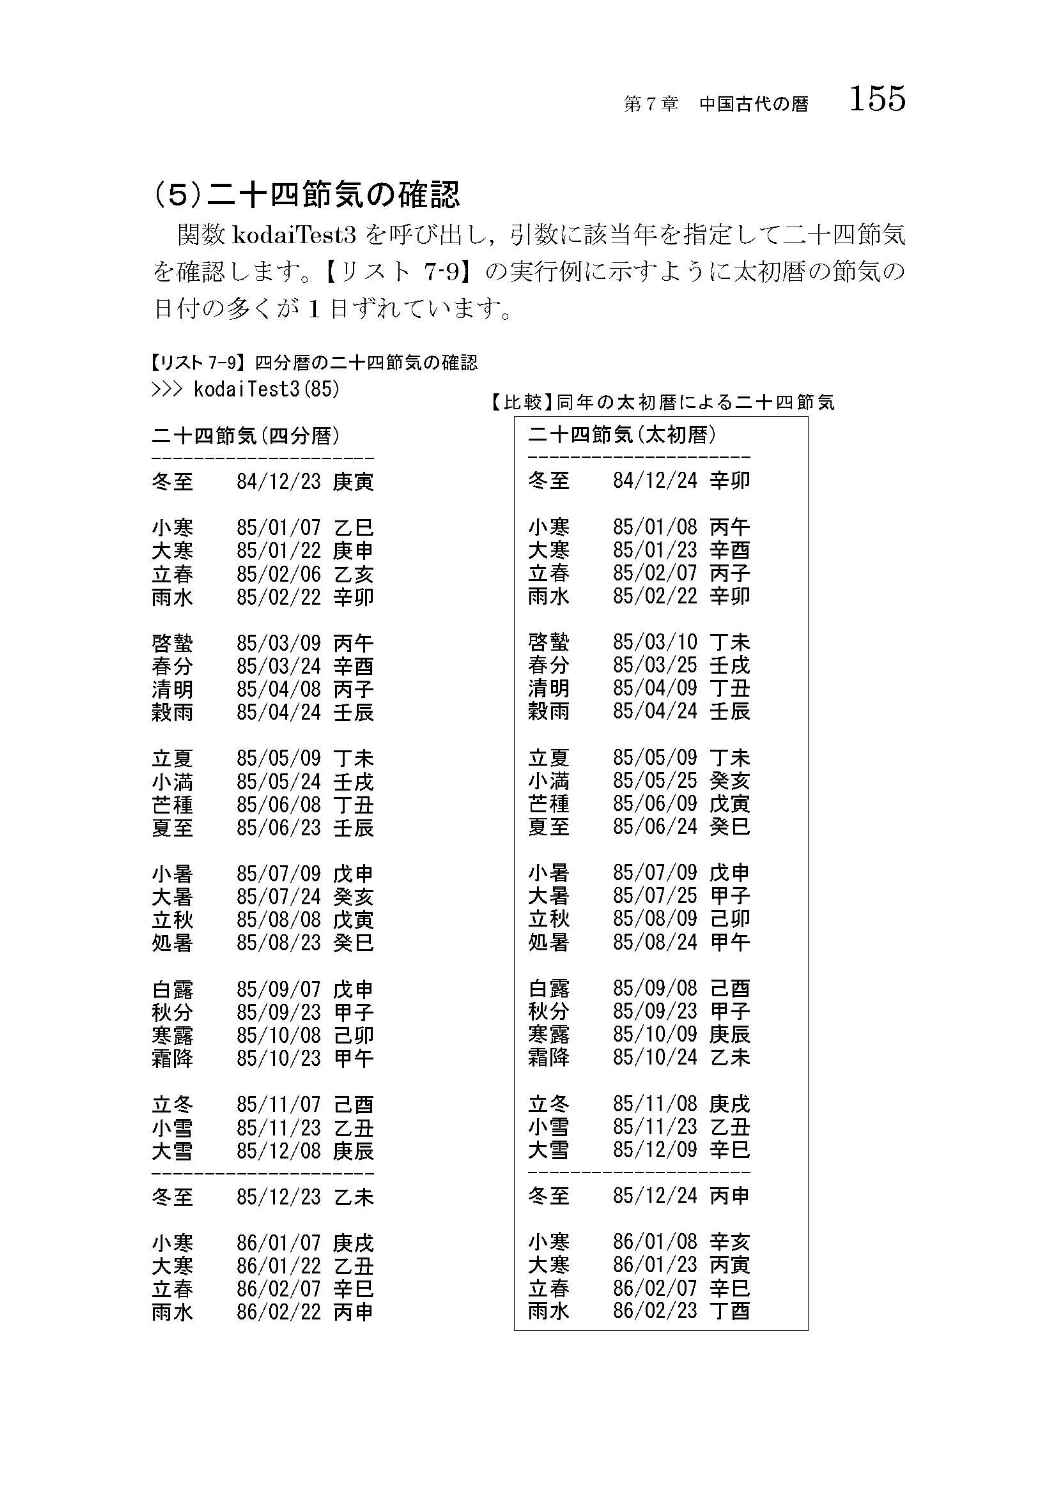 第7章　中国古代の暦　155
(5)二十四節気の確認
関数 kodaiTest3 を呼び出し, 引数に該当年を指定して二十四節気
を確認します。【リスト 7-9】の実行例に示すように太初暦の節気の
日付の多くが 1 日ずれています。
【リスト 7-9】四分暦の二十四節気の確認
>>> kodaiTest3(85)
二十四節気(四分暦)
---------------------
冬至 84/12/23 庚寅
小寒 85/01/07 乙巳
大寒 85/01/22 庚申
立春 85/02/06 乙亥
雨水 85/02/22 辛卯
啓蟄 85/03/09 丙午
春分 85/03/24 辛酉
清明 85/04/08 丙子
穀雨 85/04/24 壬辰
立夏 85/05/09 丁未
小満 85/05/24 壬戌
芒種 85/06/08 丁丑
夏至 85/06/23 壬辰
小暑 85/07/09 戊申
大暑 85/07/24 癸亥
立秋 85/08/08 戊寅
処暑 85/08/23 癸巳
白露 85/09/07 戊申
秋分 85/09/23 甲子
寒露 85/10/08 己卯
霜降 85/10/23 甲午
立冬 85/11/07 己酉
小雪 85/11/23 乙丑
大雪 85/12/08 庚辰
---------------------
冬至 85/12/23 乙未
小寒 86/01/07 庚戌
大寒 86/01/22 乙丑
立春 86/02/07 辛巳
雨水 86/02/22 丙申
【比較】同年の太初暦による二十四節気
二十四節気(太初暦)
---------------------
冬至 84/12/24 辛卯
小寒 85/01/08 丙午
大寒 85/01/23 辛酉
立春 85/02/07 丙子
雨水 85/02/22 辛卯
啓蟄 85/03/10 丁未
春分 85/03/25 壬戌
清明 85/04/09 丁丑
穀雨 85/04/24 壬辰
立夏 85/05/09 丁未
小満 85/05/25 癸亥
芒種 85/06/09 戊寅
夏至 85/06/24 癸巳
小暑 85/07/09 戊申
大暑 85/07/25 甲子
立秋 85/08/09 己卯
処暑 85/08/24 甲午
白露 85/09/08 己酉
秋分 85/09/23 甲子
寒露 85/10/09 庚辰
霜降 85/10/24 乙未
立冬 85/11/08 庚戌
小雪 85/11/23 乙丑
大雪 85/12/09 辛巳
---------------------
冬至 85/12/24 丙申
小寒 86/01/08 辛亥
大寒 86/01/23 丙寅
立春 86/02/07 辛巳
雨水 86/02/23 丁酉